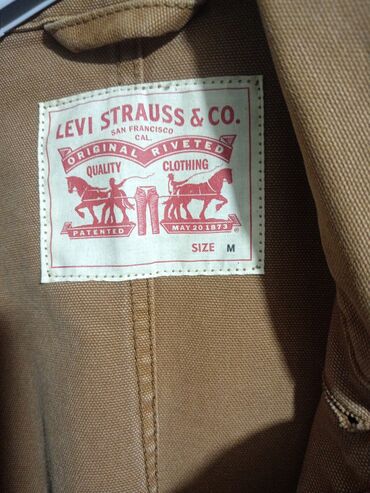 LEVI STRAUSS & CO.
SAN FRANCISCO
CAL.
ORIGINAL RIVETED
QUALITY CLOTHING
PATENTED MAY 20 1873
SIZE M